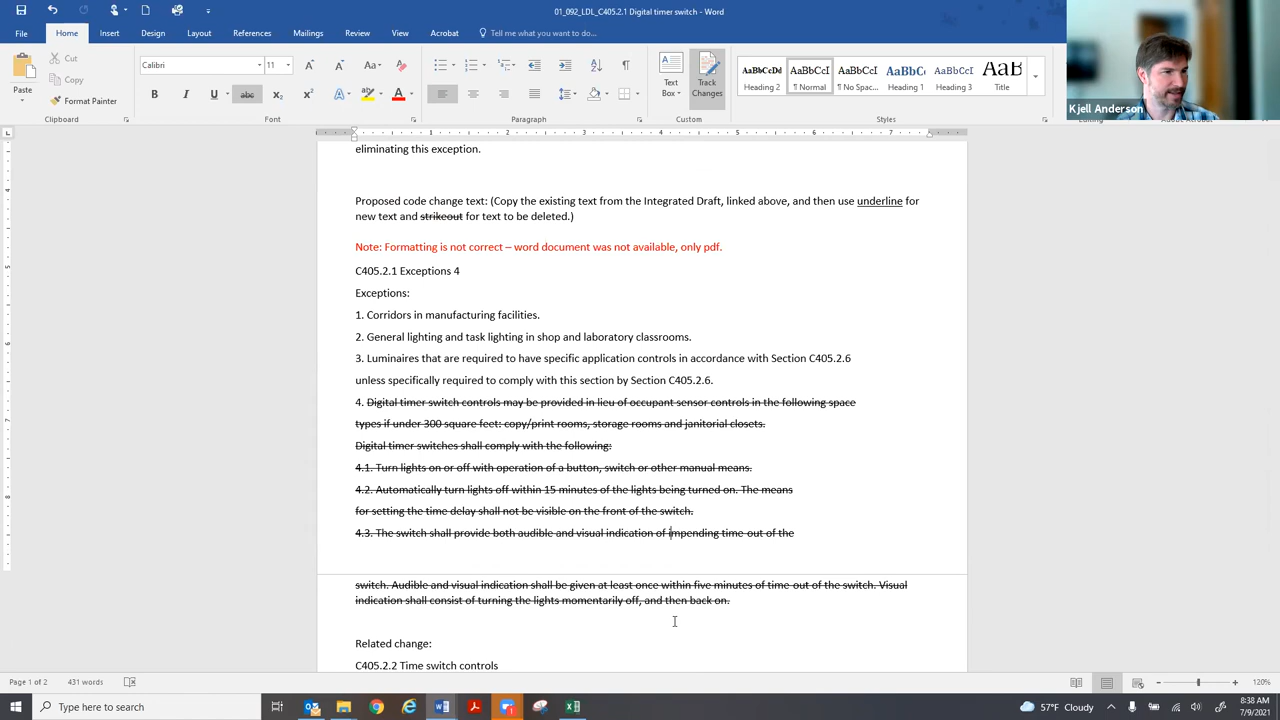 01_092_LDL_C405.2.1 Digital timer switch - Word
File Home Insert Design Layout References Mailings Review View Acrobat Tell me what you want to do...
Paste
Cut
Copy
Format Painter
Calibri 11
Text Box
Track Changes
AaBbCcDd AaBbCcI AaBbCcI AaBbC AaBbCcD AaB
Heading 2 ¶ Normal ¶ No Spac... Heading 1 Heading 3 Title
Clipboard Font Paragraph Custom Styles Editing Adobe Acrobat
Kjell Anderson
eliminating this exception.
Proposed code change text: (Copy the existing text from the Integrated Draft, linked above, and then use underline for
new text and strikeout for text to be deleted.)
Note: Formatting is not correct – word document was not available, only pdf.
C405.2.1 Exceptions 4
Exceptions:
1. Corridors in manufacturing facilities.
2. General lighting and task lighting in shop and laboratory classrooms.
3. Luminaires that are required to have specific application controls in accordance with Section C405.2.6
unless specifically required to comply with this section by Section C405.2.6.
4. Digital timer switch controls may be provided in lieu of occupant sensor controls in the following space
types if under 300 square feet: copy/print rooms, storage rooms and janitorial closets.
Digital timer switches shall comply with the following:
4.1. Turn lights on or off with operation of a button, switch or other manual means.
4.2. Automatically turn lights off within 15 minutes of the lights being turned on. The means
for setting the time delay shall not be visible on the front of the switch.
4.3. The switch shall provide both audible and visual indication of impending time-out of the
switch. Audible and visual indication shall be given at least once within five minutes of time-out of the switch. Visual
indication shall consist of turning the lights momentarily off, and then back on.
Related change:
C405.2.2 Time switch controls
Page 1 of 2 431 words 120%
Type here to search 57°F 8:38 AM
7/9/2021